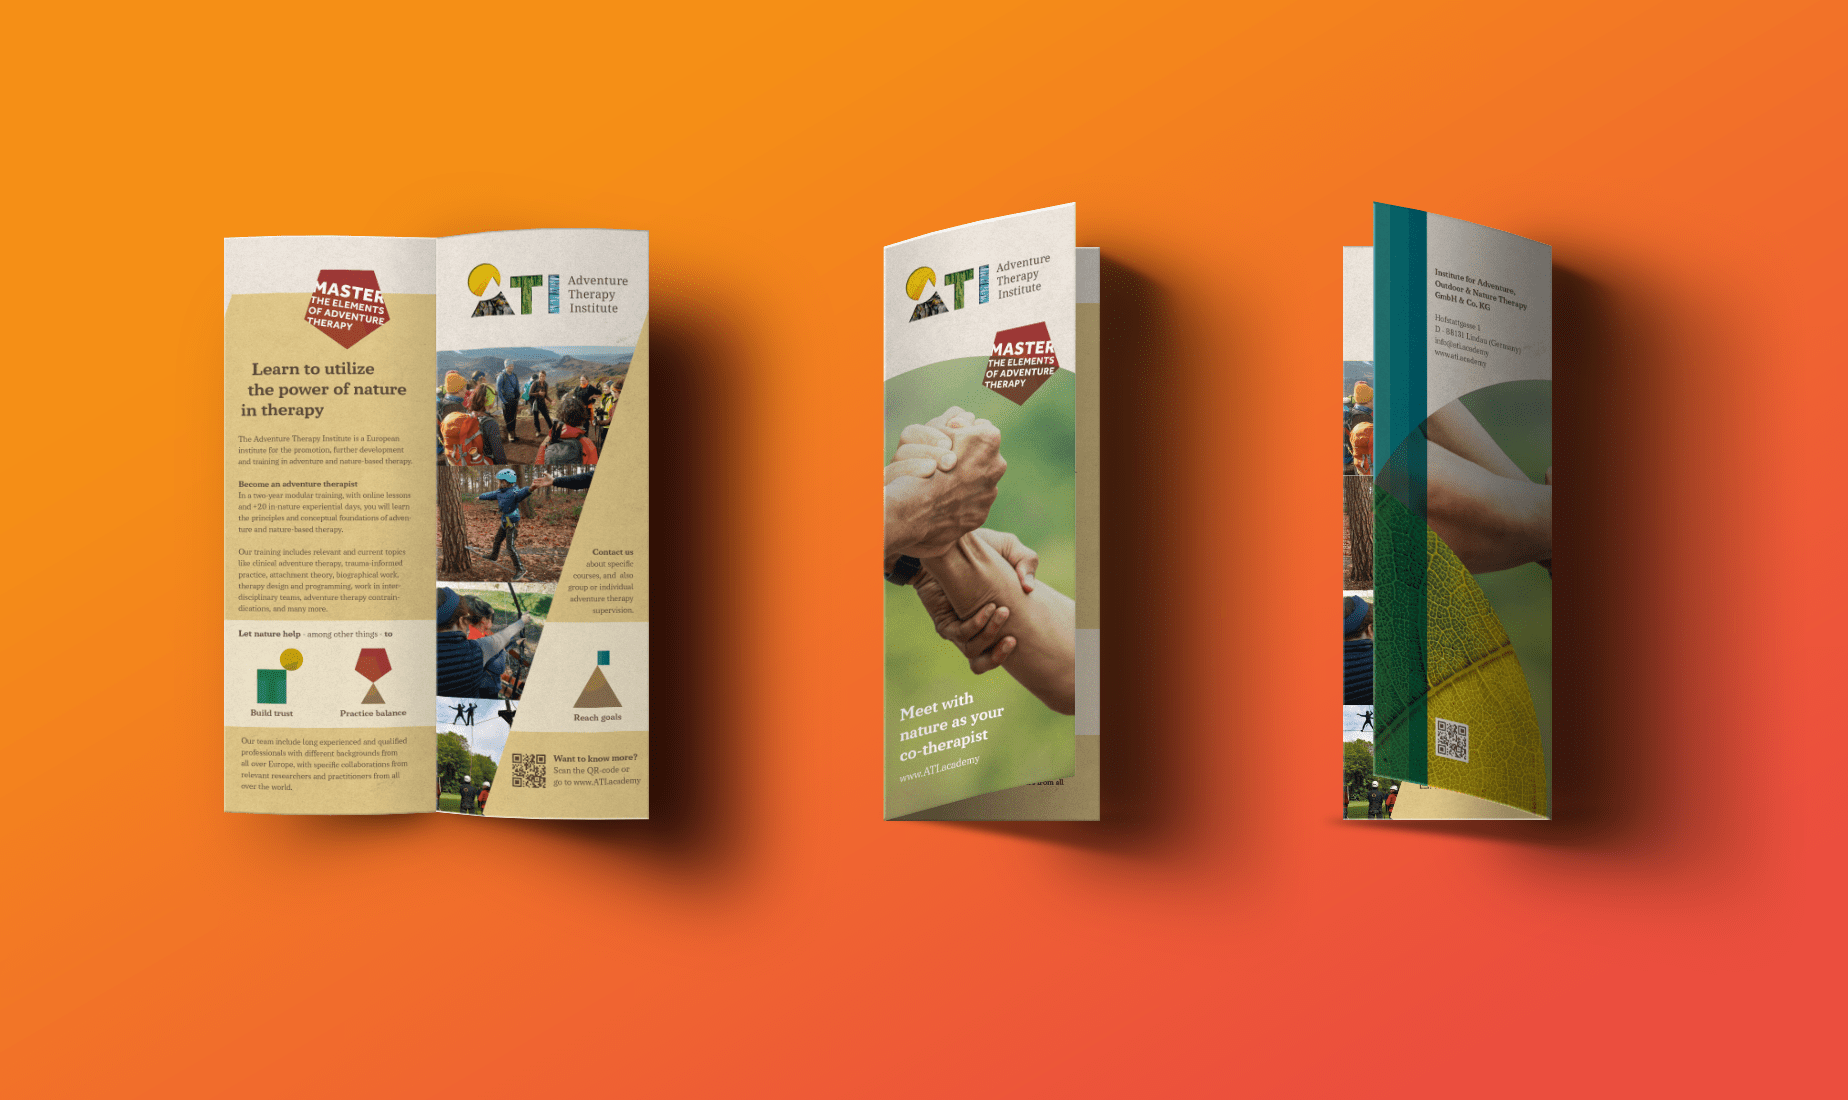 MASTER
THE ELEMENTS
OF ADVENTURE
THERAPY
Learn to utilize
the power of nature
in therapy
The Adventure Therapy Institute is a European
institute for the promotion, further development
and training in adventure and nature-based therapy.
Become an adventure therapist
In a two-year modular training, with online lessons
and +20 in-nature experiential days, you will learn
the principles and conceptual foundations of adven-
ture and nature-based therapy.
Our training includes relevant and current topics
like clinical adventure therapy, trauma-informed
practice, attachment theory, biographical work,
therapy design and programming, work in inter-
disciplinary teams, adventure therapy contrain-
dications, and many more.
Let nature help - among other things - to
Build trust
Practice balance
Our team include long experienced and qualified
professionals with different backgrounds from
all over Europe, with specific collaborations from
relevant researchers and practitioners from all
over the world.
ATI
Adventure
Therapy
Institute
Contact us
about specific
courses, and also
group or individual
adventure therapy
supervision.
Reach goals
Want to know more?
Scan the QR-code or
go to www.ATI.academy
ATI
Adventure
Therapy
Institute
MASTER
THE ELEMENTS
OF ADVENTURE
THERAPY
Meet with
nature as your
co-therapist
www.ATI.academy
from all
Institute for Adventure,
Outdoor & Nature Therapy
GmbH & Co. KG
Hofstattgasse 1
D - 88131 Lindau (Germany)
info@ati.academy
www.ati.academy